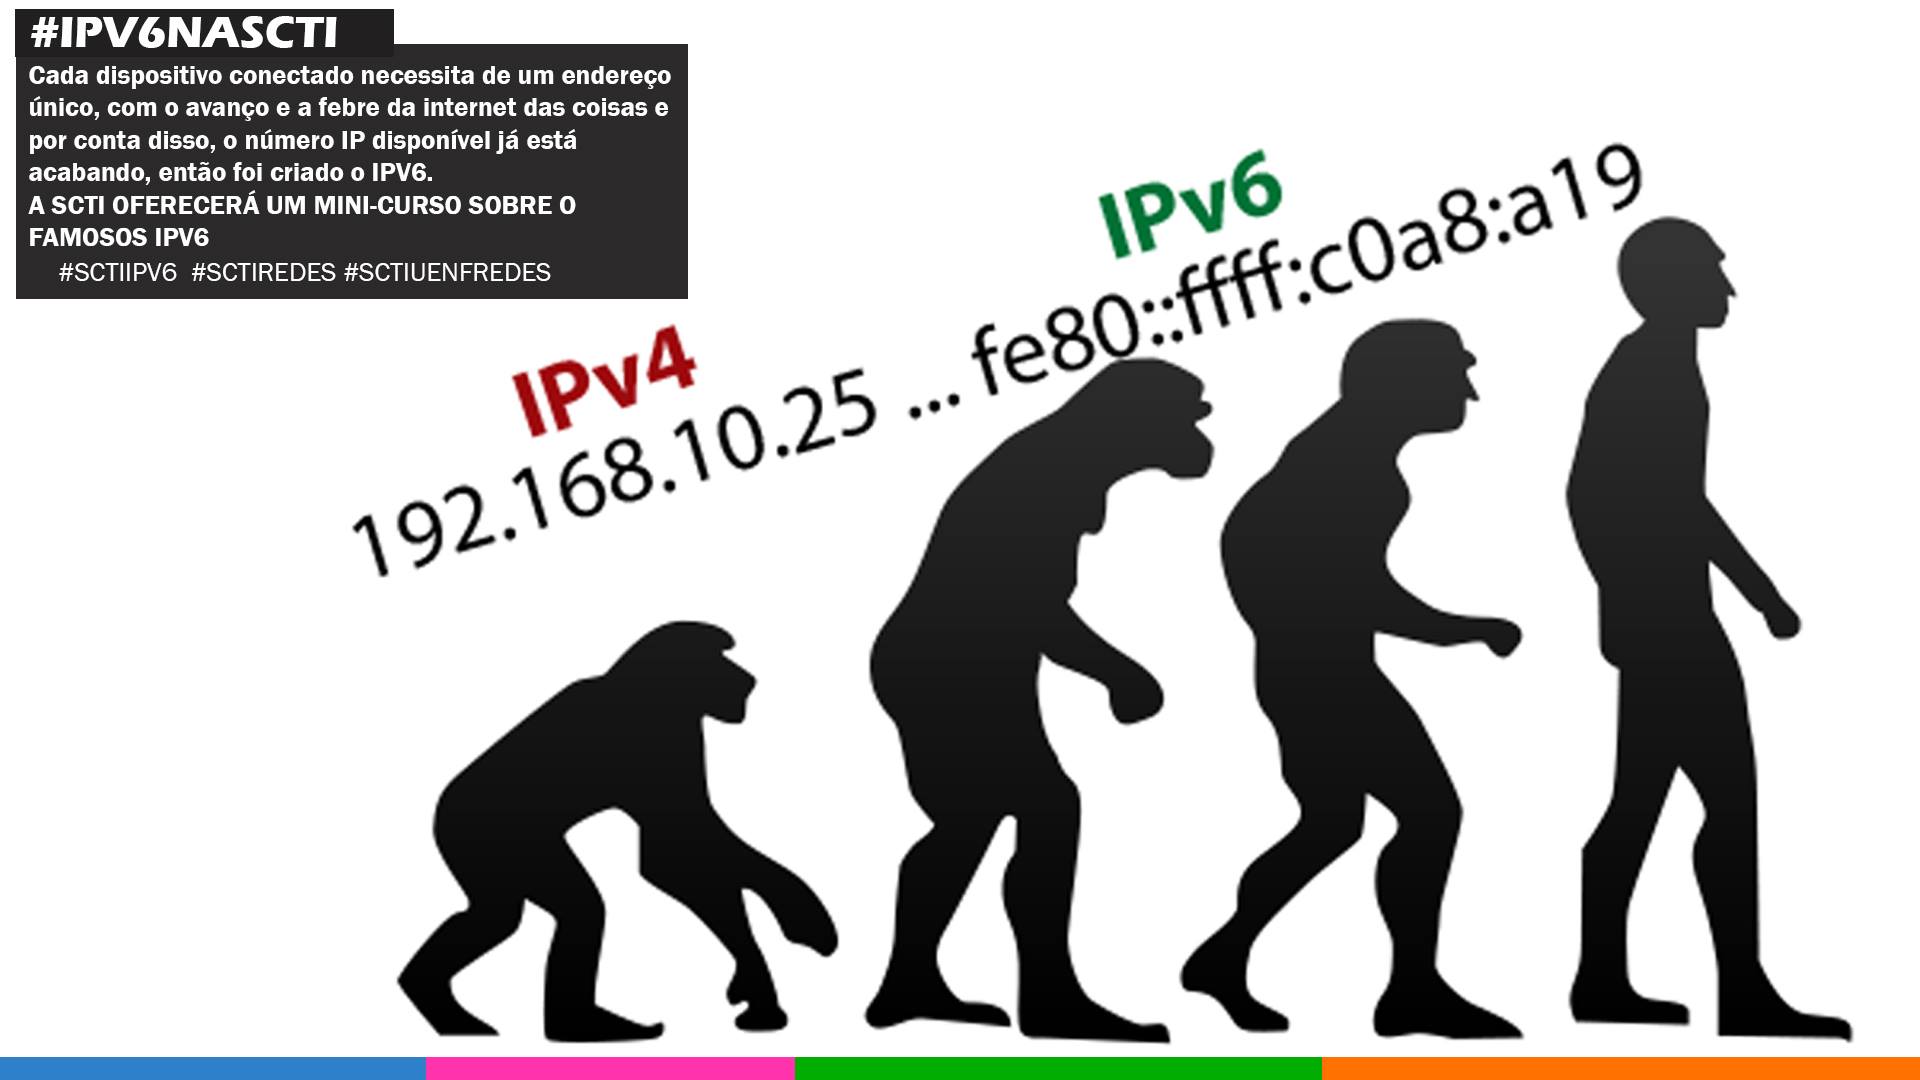 #IPV6NASCTI
Cada dispositivo conectado necessita de um endereço
único, com o avanço e a febre da internet das coisas e
por conta disso, o número IP disponível já está
acabando, então foi criado o IPV6.
A SCTI OFERECERÁ UM MINI-CURSO SOBRE O
FAMOSOS IPV6
#SCTIIPV6 #SCTIREDES #SCTIUENFREDES
IPv4
IPv6
192.168.10.25 ... fe80::ffff:c0a8:a19